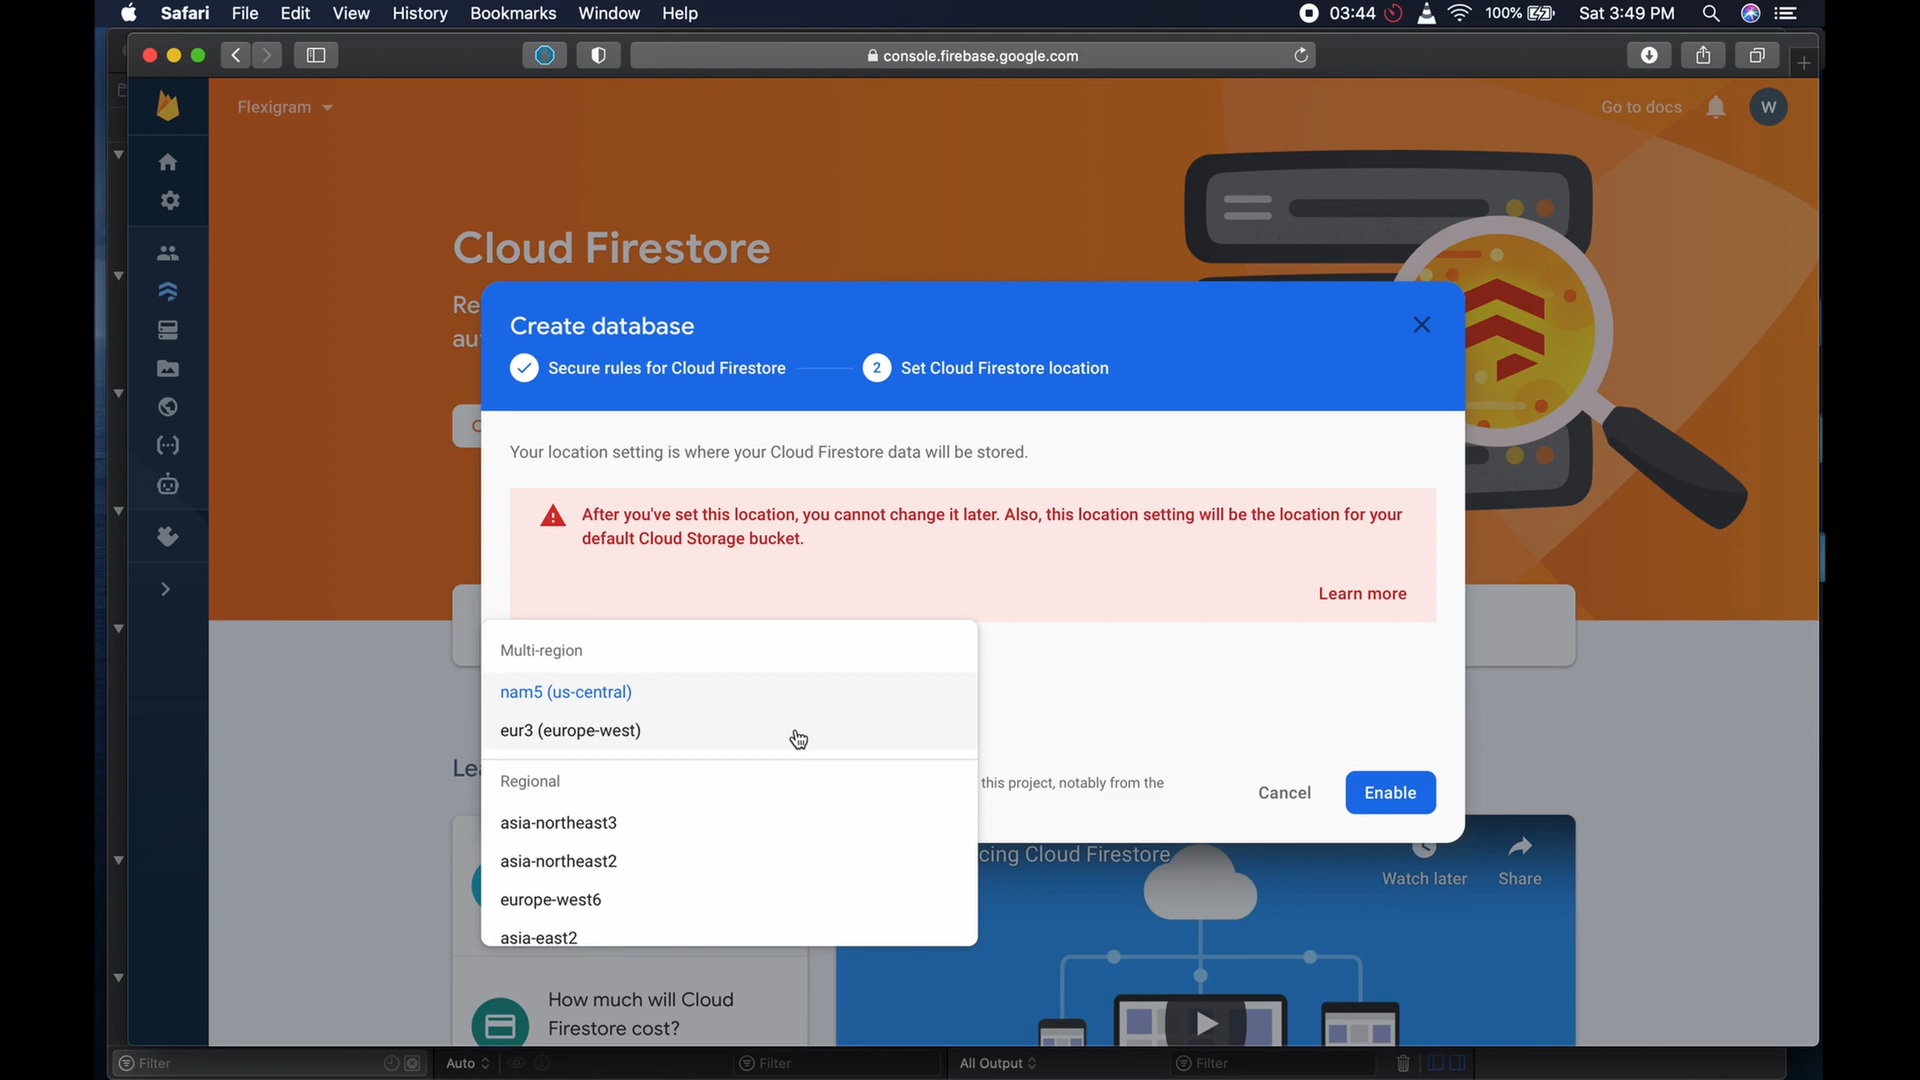 Safari File Edit View History Bookmarks Window Help
03:44 100% Sat 3:49 PM
console.firebase.google.com
Flexigram
Go to docs
W
Cloud Firestore
Re
au
Create database
Secure rules for Cloud Firestore
2 Set Cloud Firestore location
Your location setting is where your Cloud Firestore data will be stored.
After you've set this location, you cannot change it later. Also, this location setting will be the location for your
default Cloud Storage bucket.
Learn more
Multi-region
nam5 (us-central)
eur3 (europe-west)
Regional
asia-northeast3
asia-northeast2
europe-west6
asia-east2
this project, notably from the
Cancel
Enable
Lea
cing Cloud Firestore
Watch later
Share
How much will Cloud
Firestore cost?
Filter
Auto
Filter
All Output
Filter